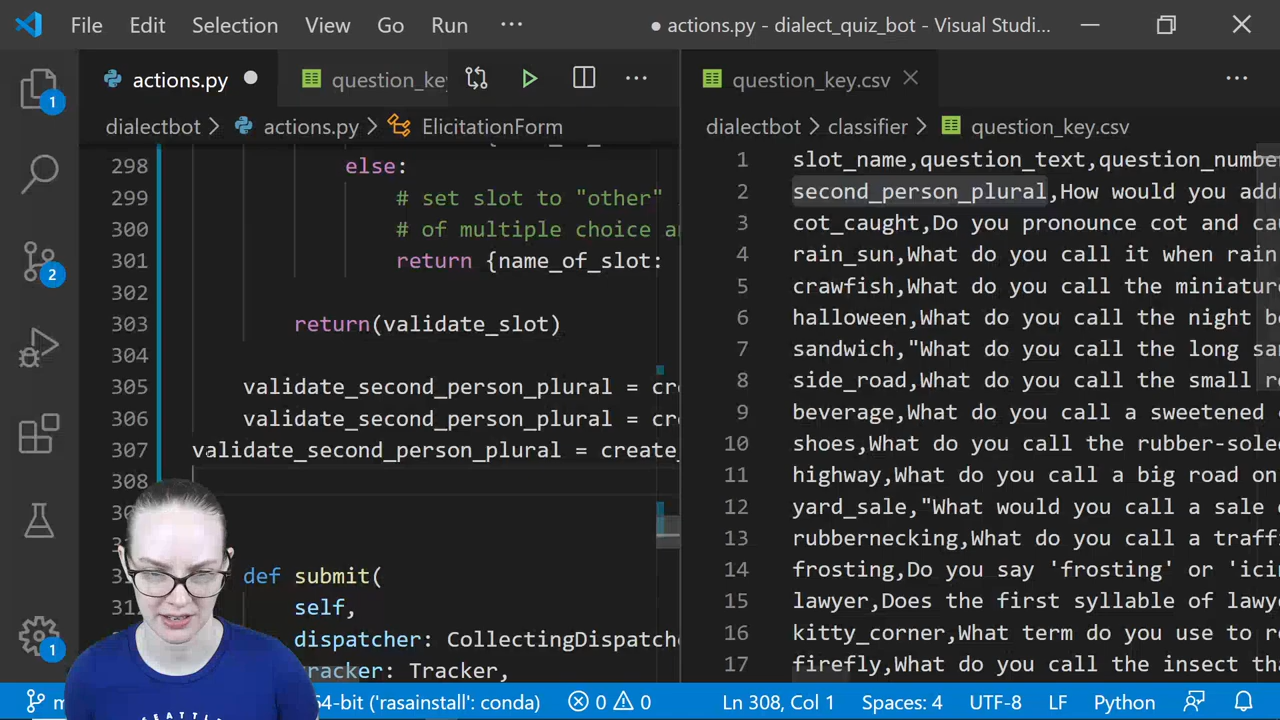 File Edit Selection View Go Run ··· ● actions.py - dialect_quiz_bot - Visual Studi...
actions.py ● question_ke ···
question_key.csv ···
dialectbot > actions.py > ElicitationForm
dialectbot > classifier > question_key.csv
1
2
2
1
298 else:
299 # set slot to "other"
300 # of multiple choice a
301 return {name_of_slot:
302
303 return(validate_slot)
304
305 validate_second_person_plural = cre
306 validate_second_person_plural = cre
307 validate_second_person_plural = create_
308
def submit(
self,
dispatcher: CollectingDispatche
tracker: Tracker,
1 slot_name,question_text,question_number
2 second_person_plural,How would you add
3 cot_caught,Do you pronounce cot and ca
4 rain_sun,What do you call it when rain
5 crawfish,What do you call the miniature
6 halloween,What do you call the night be
7 sandwich,"What do you call the long sa
8 side_road,What do you call the small ro
9 beverage,What do you call a sweetened
10 shoes,What do you call the rubber-sole
11 highway,What do you call a big road on
12 yard_sale,"What would you call a sale
13 rubbernecking,What do you call a traff
14 frosting,Do you say 'frosting' or 'ici
15 lawyer,Does the first syllable of lawy
16 kitty_corner,What term do you use to r
17 firefly,What do you call the insect tha
64-bit ('rasainstall': conda) 0 0 Ln 308, Col 1 Spaces: 4 UTF-8 LF Python